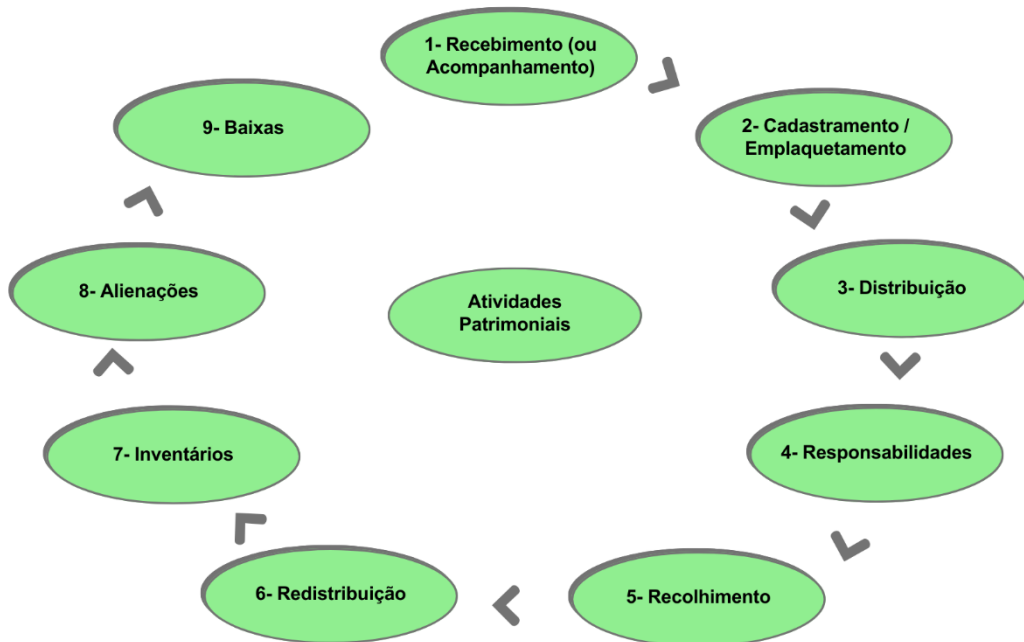 1- Recebimento (ou
Acompanhamento)
2- Cadastramento /
Emplaquetamento
3- Distribuição
4- Responsabilidades
5- Recolhimento
6- Redistribuição
7- Inventários
8- Alienações
9- Baixas
Atividades
Patrimoniais